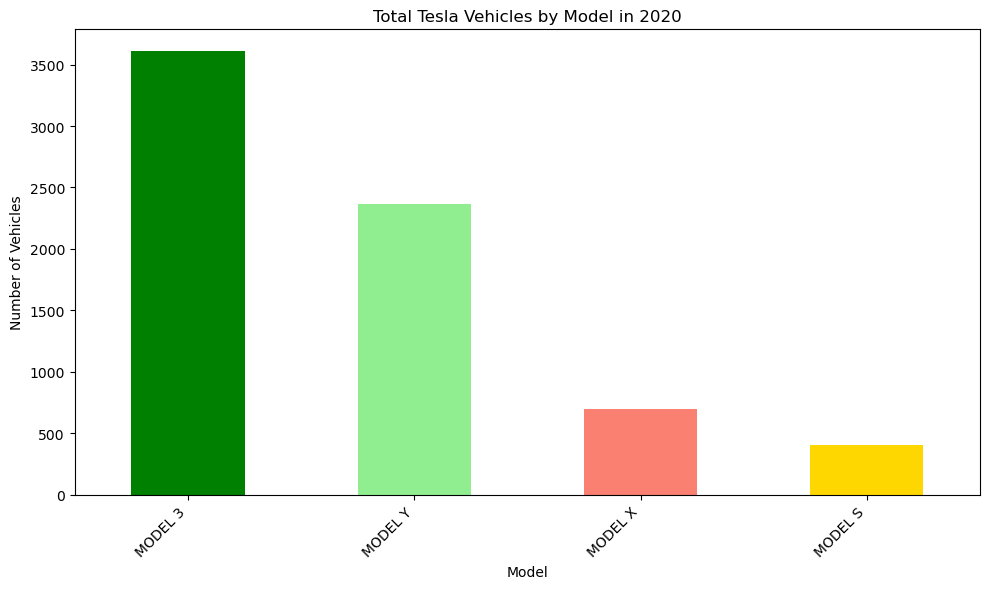 Total Tesla Vehicles by Model in 2020
Number of Vehicles
3500
3000
2500
2000
1500
1000
500
0
MODEL 3
MODEL Y
MODEL X
MODEL S
Model